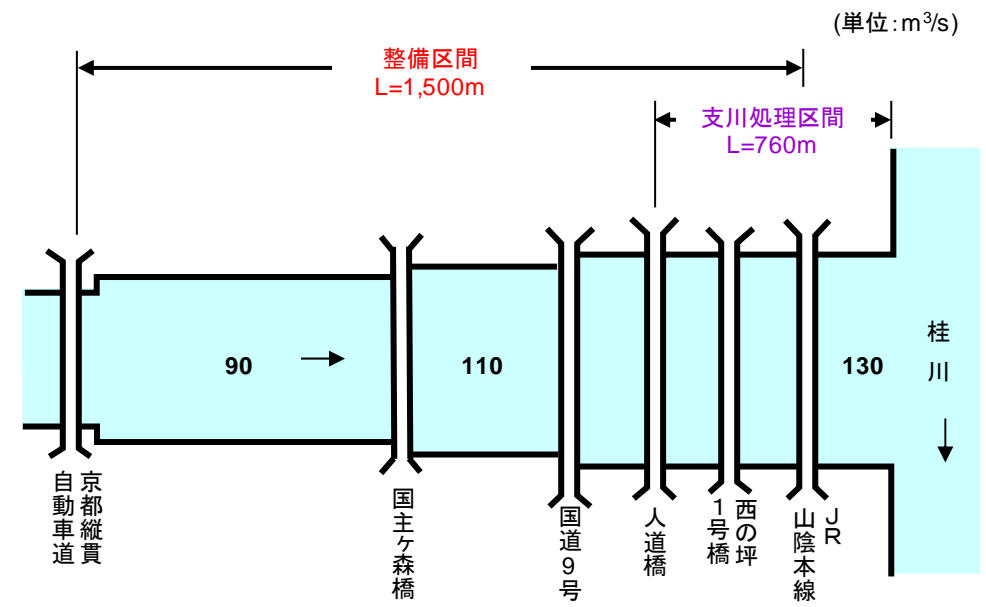 (単位:m³/s)
整備区間
L=1,500m
支川処理区間
L=760m
90
110
130
桂川
京都縦貫
自動車道
国主ヶ森橋
国道9号
人道橋
西の坪
1号橋
JR
山陰本線